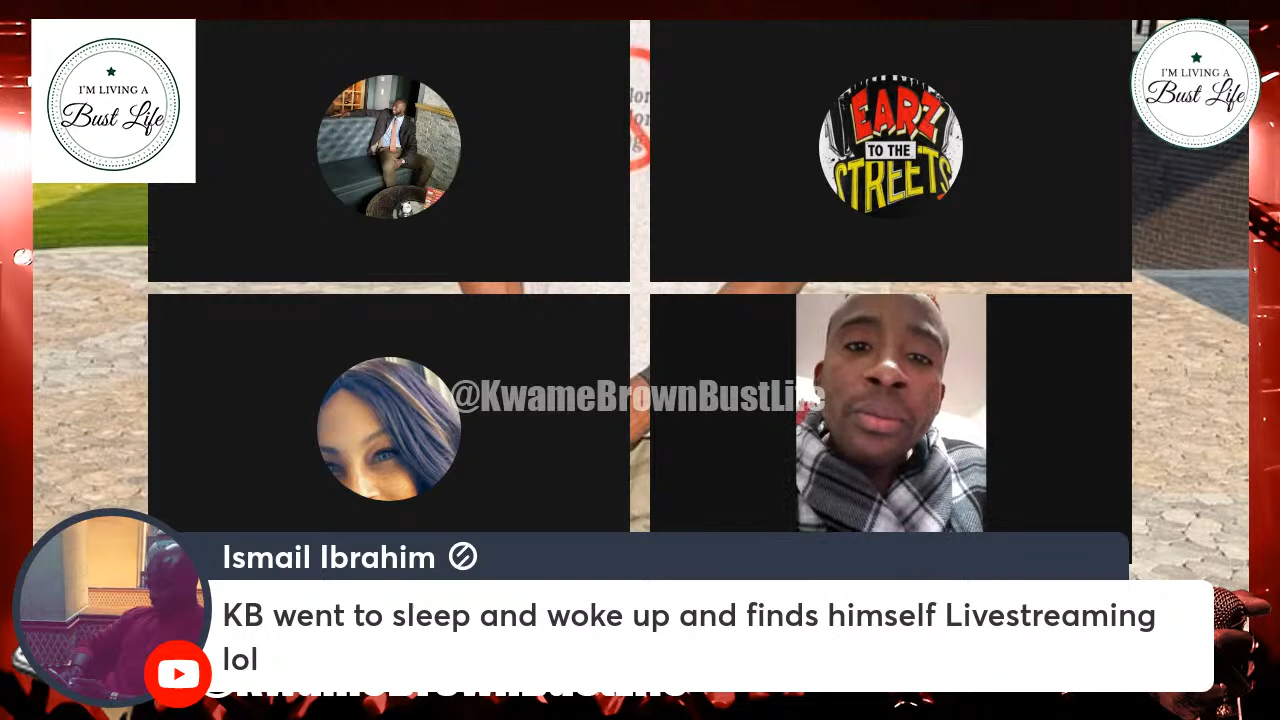 I'M LIVING A
Bust Life
EARZ
TO THE
STREETS
I'M LIVING A
Bust Life
@KwameBrownBustLife
Ismail Ibrahim
KB went to sleep and woke up and finds himself Livestreaming
lol